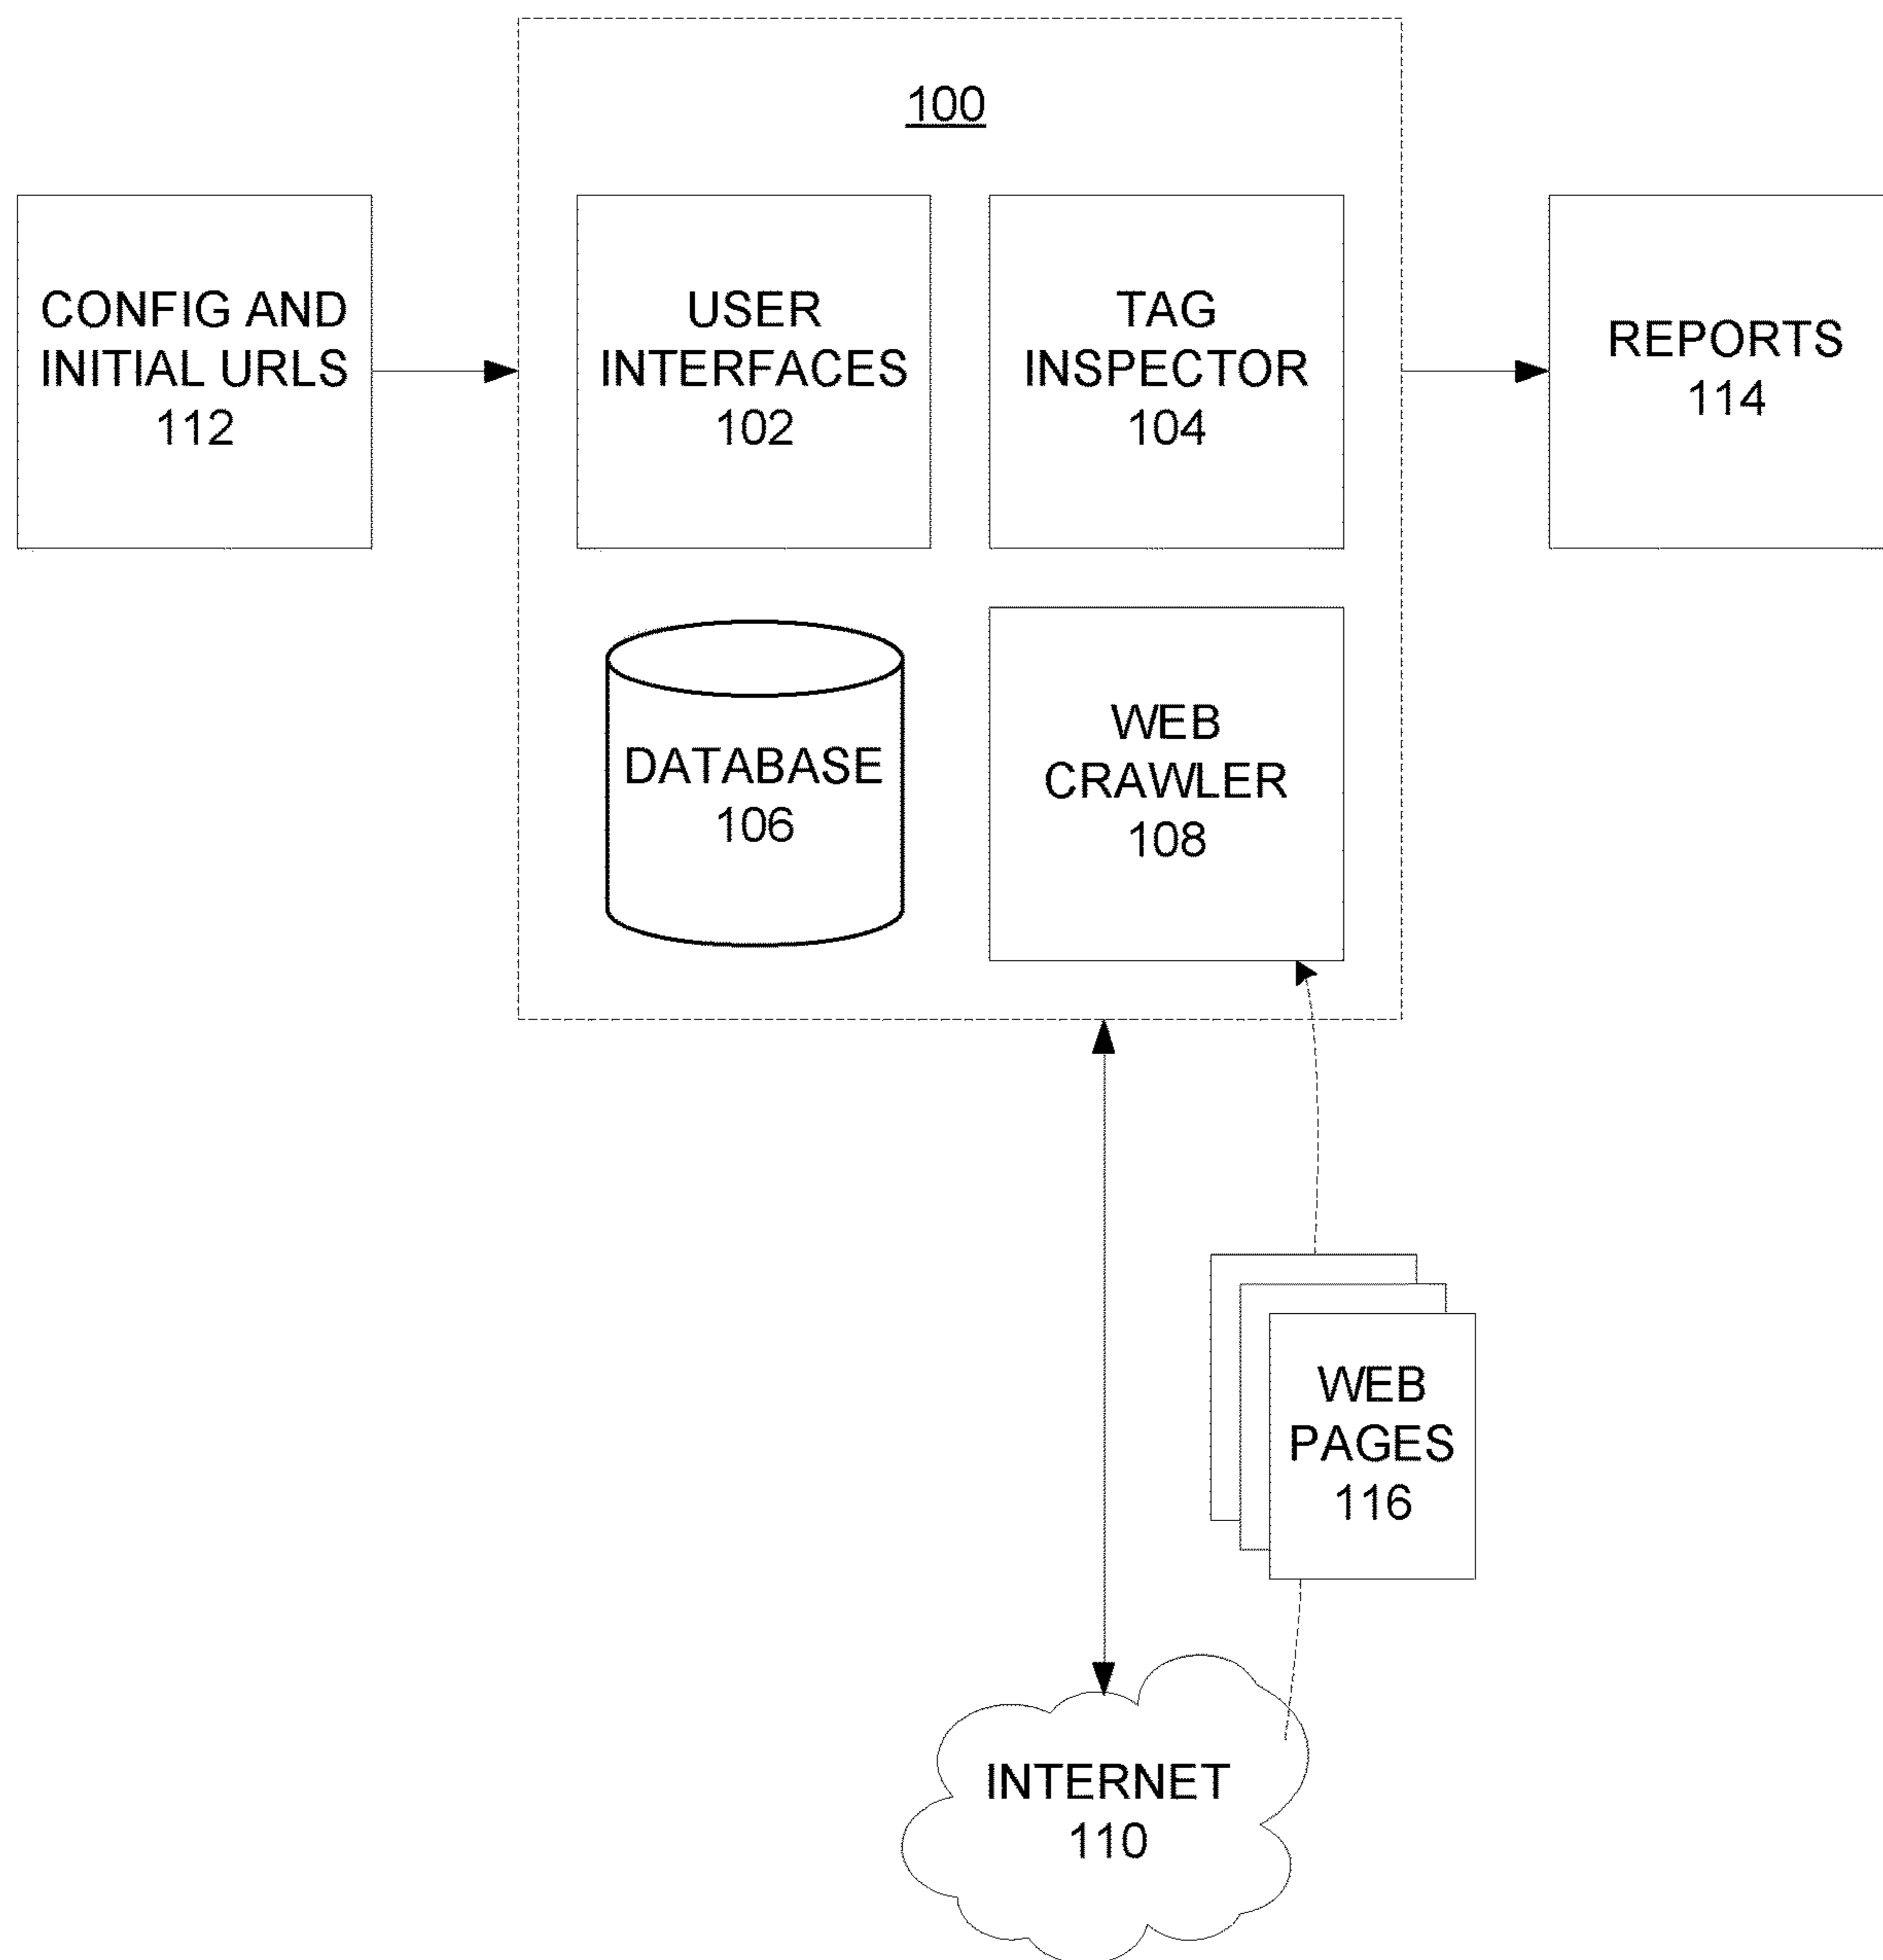 100
CONFIG AND
INITIAL URLS
112
USER
INTERFACES
102
TAG
INSPECTOR
104
REPORTS
114
DATABASE
106
WEB
CRAWLER
108
WEB
PAGES
116
INTERNET
110